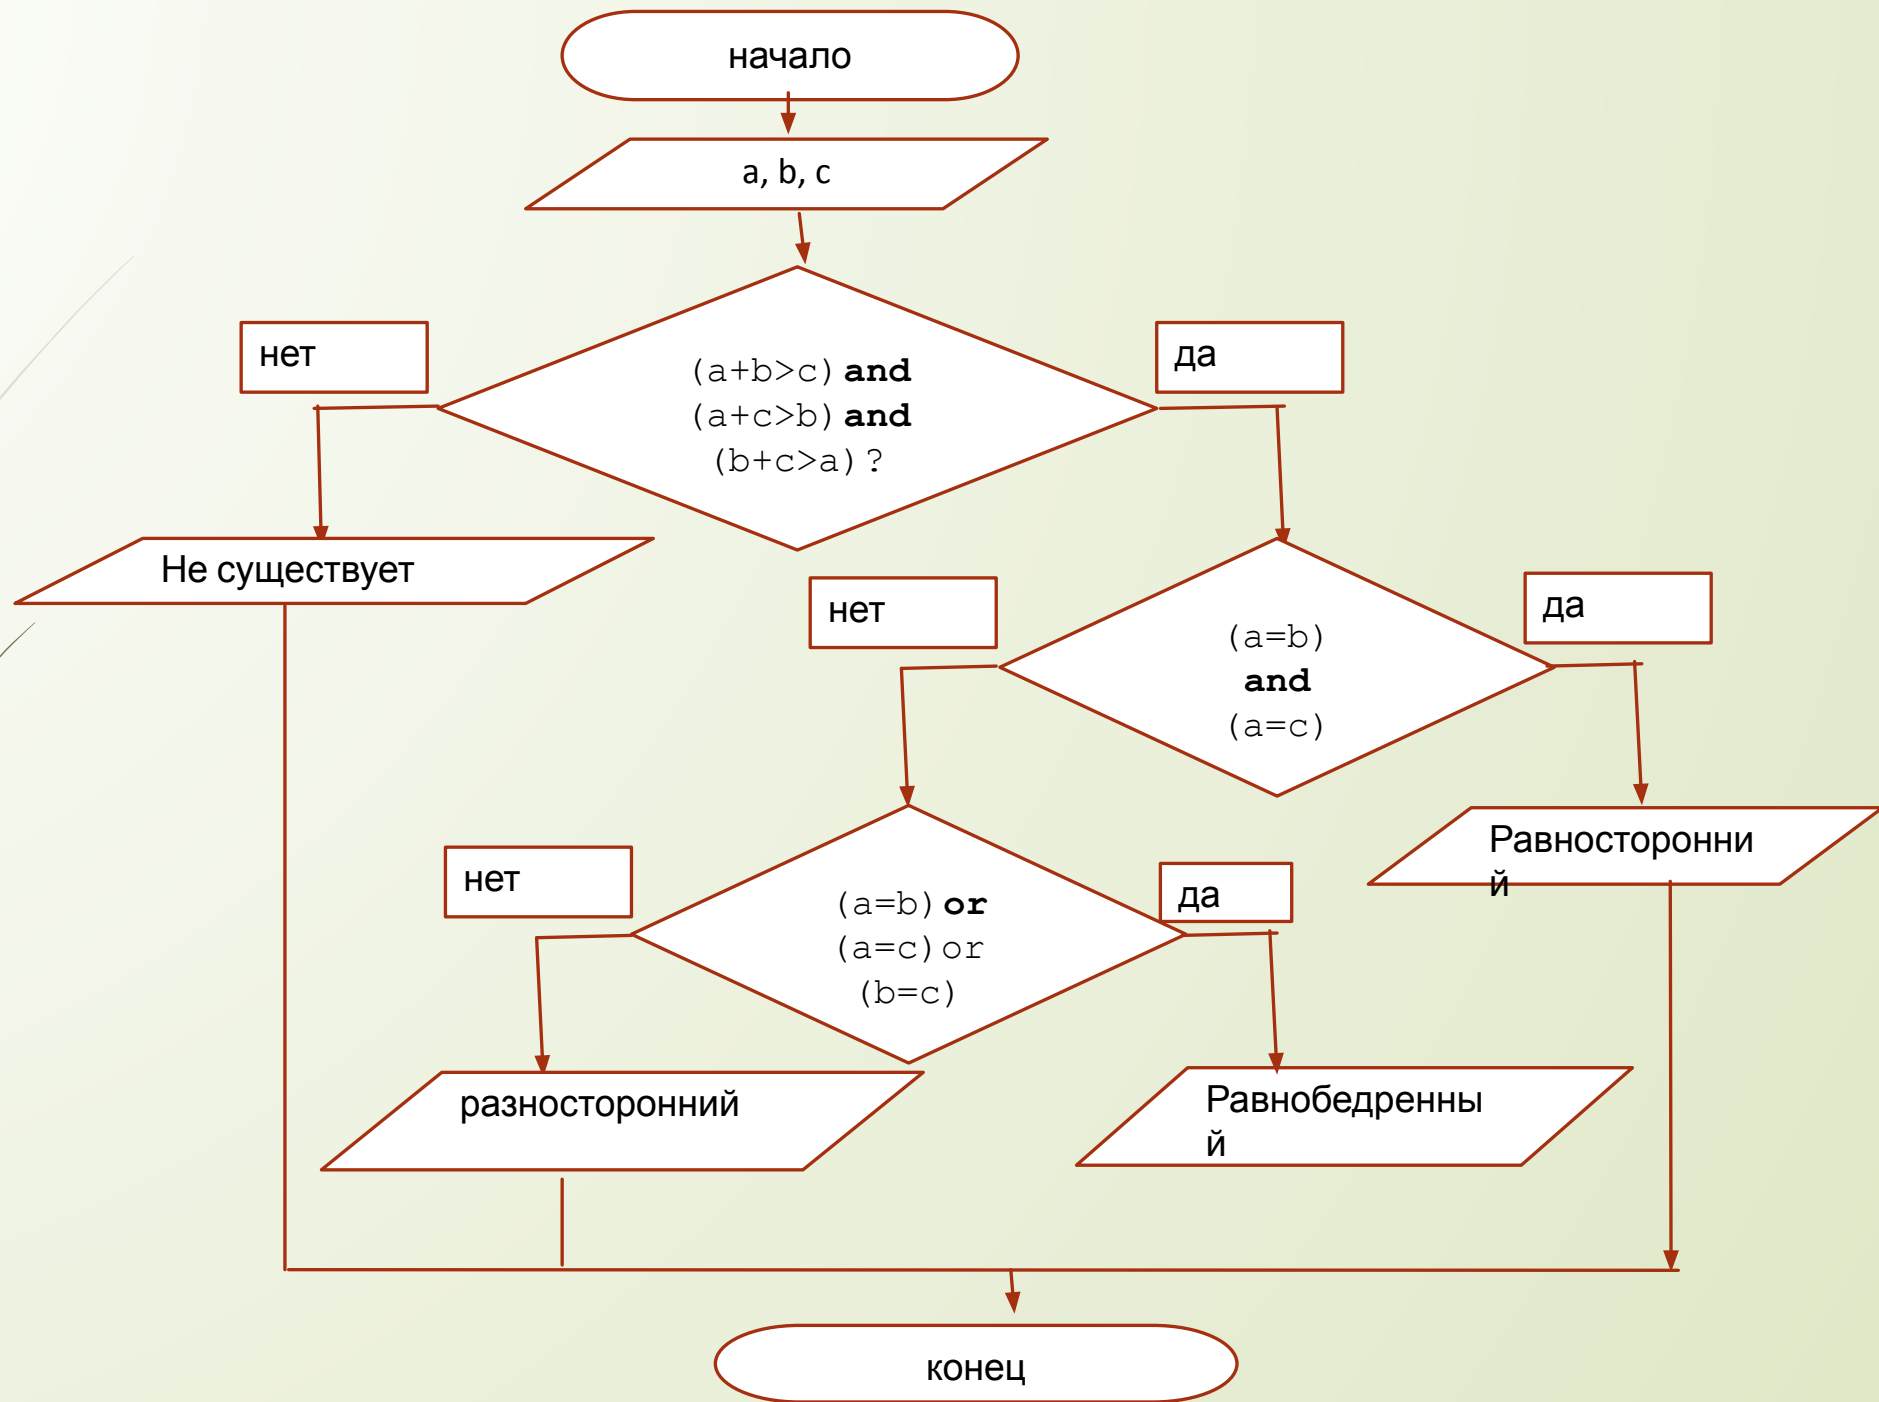 начало
a, b, c
нет
да
(a+b>c) and
(a+c>b) and
(b+c>a)?
Не существует
нет
да
(a=b)
and
(a=c)
Равносторонни
й
нет
да
(a=b) or
(a=c) or
(b=c)
разносторонний
Равнобедренны
й
конец